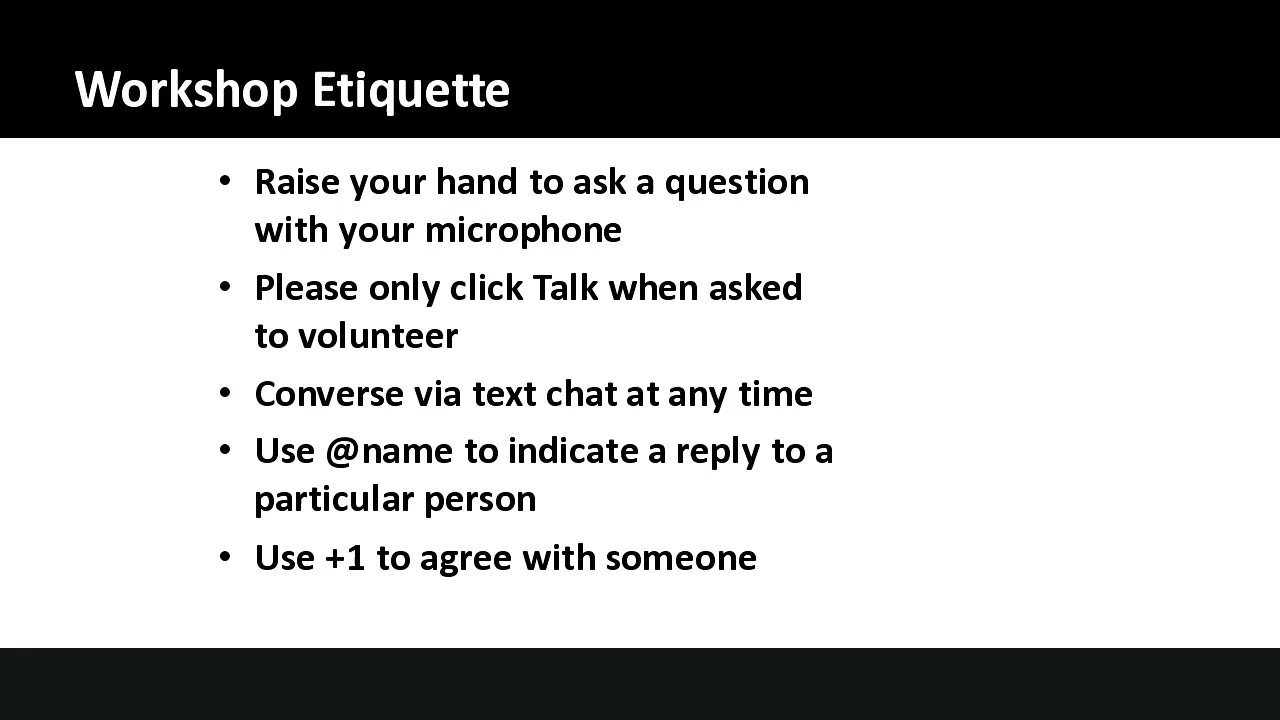 Workshop Etiquette
• Raise your hand to ask a question
with your microphone
• Please only click Talk when asked
to volunteer
• Converse via text chat at any time
• Use @name to indicate a reply to a
particular person
• Use +1 to agree with someone